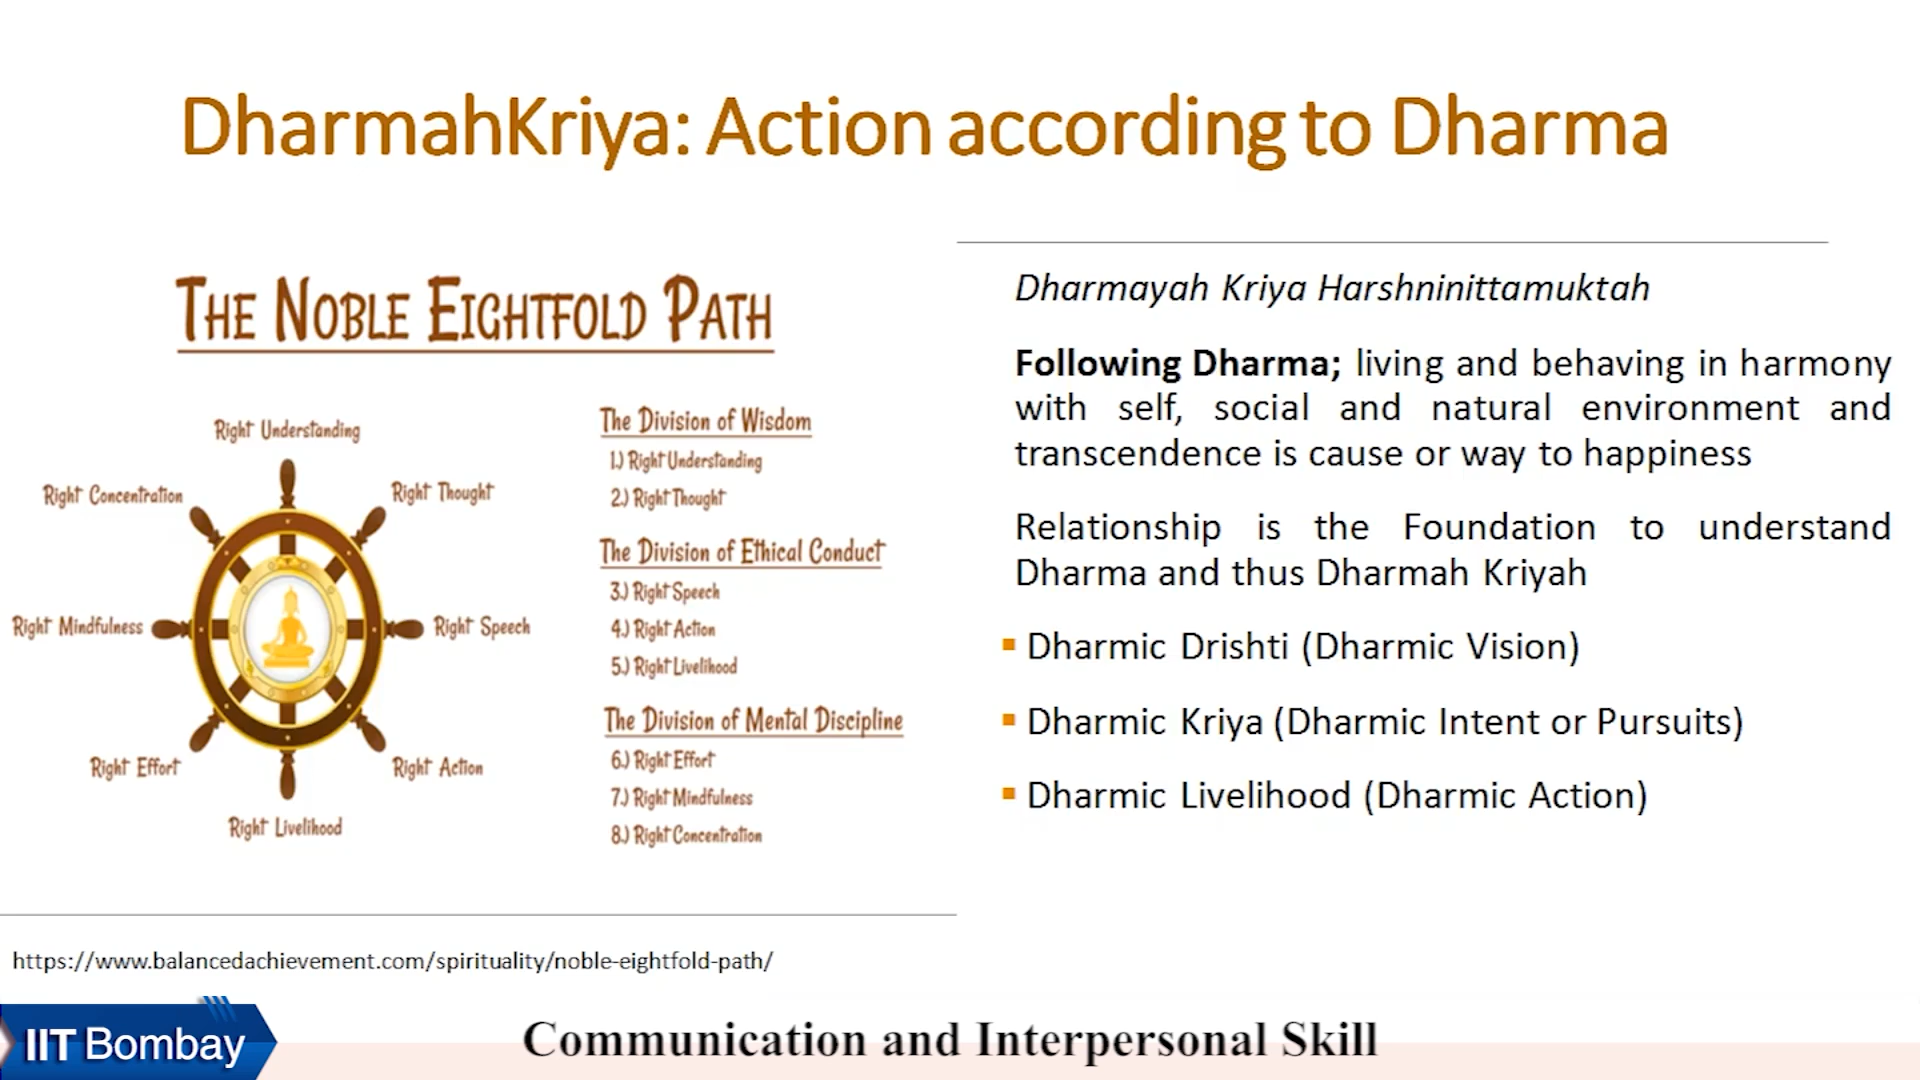 DharmahKriya: Action according to Dharma
THE NOBLE EIGHTFOLD PATH
Right Understanding
Right Concentration
Right Thought
Right Mindfulness
Right Speech
Right Effort
Right Action
Right Livelihood
The Division of Wisdom
1.) Right Understanding
2.) Right Thought
The Division of Ethical Conduct
3.) Right Speech
4.) Right Action
5.) Right Livelihood
The Division of Mental Discipline
6.) Right Effort
7.) Right Mindfulness
8.) Right Concentration
https://www.balancedachievement.com/spirituality/noble-eightfold-path/
Dharmayah Kriya Harshninittamuktah
Following Dharma; living and behaving in harmony
with self, social and natural environment and
transcendence is cause or way to happiness
Relationship is the Foundation to understand
Dharma and thus Dharmah Kriyah
▪ Dharmic Drishti (Dharmic Vision)
▪ Dharmic Kriya (Dharmic Intent or Pursuits)
▪ Dharmic Livelihood (Dharmic Action)
IIT Bombay
Communication and Interpersonal Skill